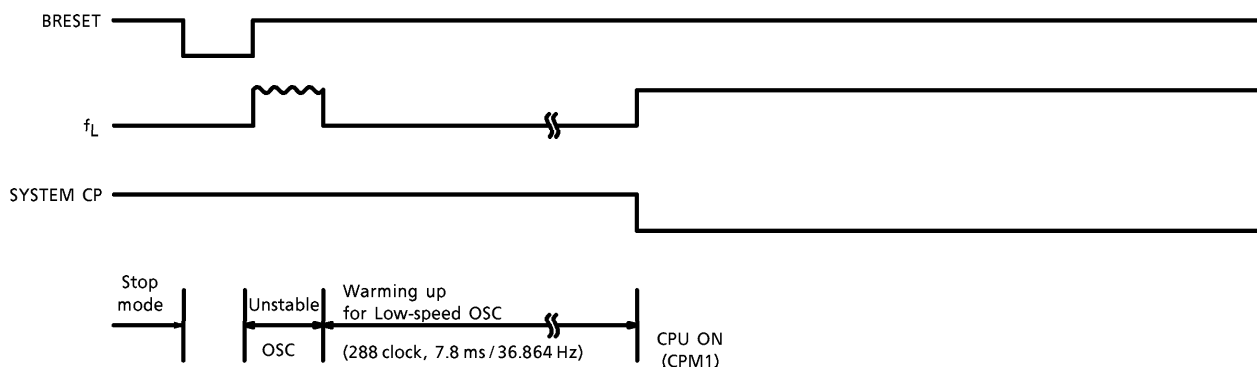 BRESET
fL
SYSTEM CP
Stop
mode
Unstable
OSC
Warming up
for Low-speed OSC
(288 clock, 7.8 ms / 36.864 Hz)
CPU ON
(CPM1)